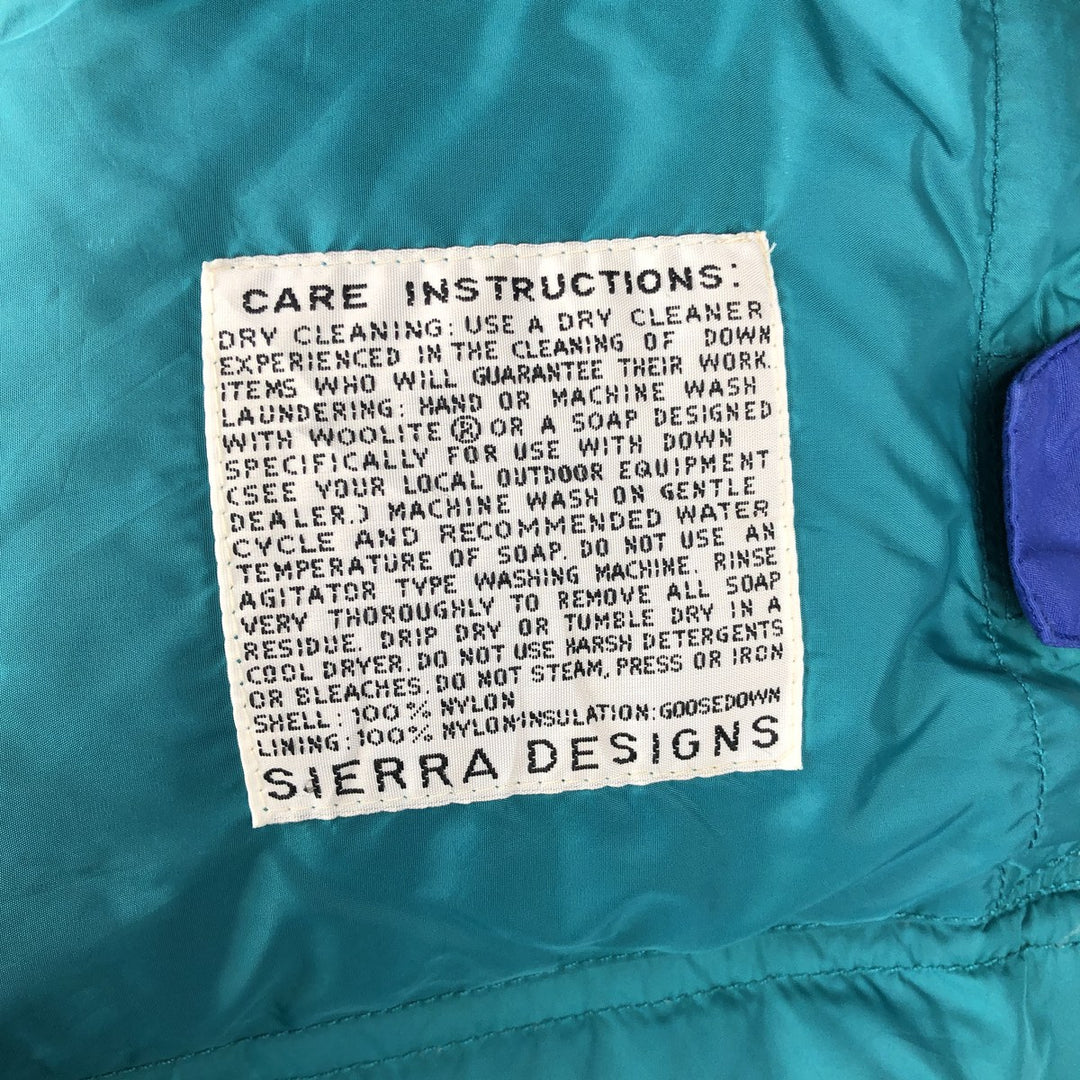 CARE INSTRUCTIONS:
DRY CLEANING: USE A DRY CLEANER
EXPERIENCED IN THE CLEANING OF DOWN
ITEMS WHO WILL GUARANTEE THEIR WORK.
LAUNDERING: HAND OR MACHINE WASH
WITH WOOLITE ® OR A SOAP DESIGNED
SPECIFICALLY FOR USE WITH DOWN
(SEE YOUR LOCAL OUTDOOR EQUIPMENT
DEALER.) MACHINE WASH ON GENTLE
CYCLE AND RECOMMENDED WATER
TEMPERATURE OF SOAP. DO NOT USE AN
AGITATOR TYPE WASHING MACHINE. RINSE
VERY THOROUGHLY TO REMOVE ALL SOAP
RESIDUE. DRIP DRY OR TUMBLE DRY IN A
COOL DRYER. DO NOT USE HARSH DETERGENTS
OR BLEACHES. DO NOT STEAM, PRESS OR IRON
SHELL: 100% NYLON
LINING: 100% NYLON·INSULATION: GOOSEDOWN
SIERRA DESIGNS